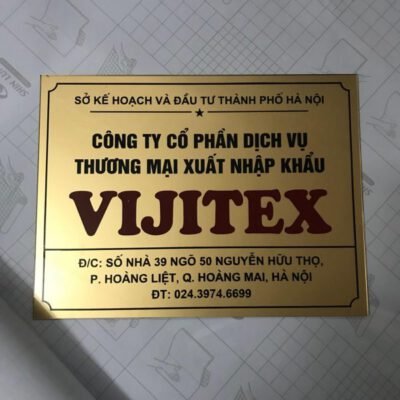 SỞ KẾ HOẠCH VÀ ĐẦU TƯ THÀNH PHỐ HÀ NỘI
CÔNG TY CỔ PHẦN DỊCH VỤ
THƯƠNG MẠI XUẤT NHẬP KHẨU
VIJITEX
Đ/C: SỐ NHÀ 39 NGÕ 50 NGUYỄN HỮU THỌ,
P. HOÀNG LIỆT, Q. HOÀNG MAI, HÀ NỘI
ĐT: 024.3974.6699